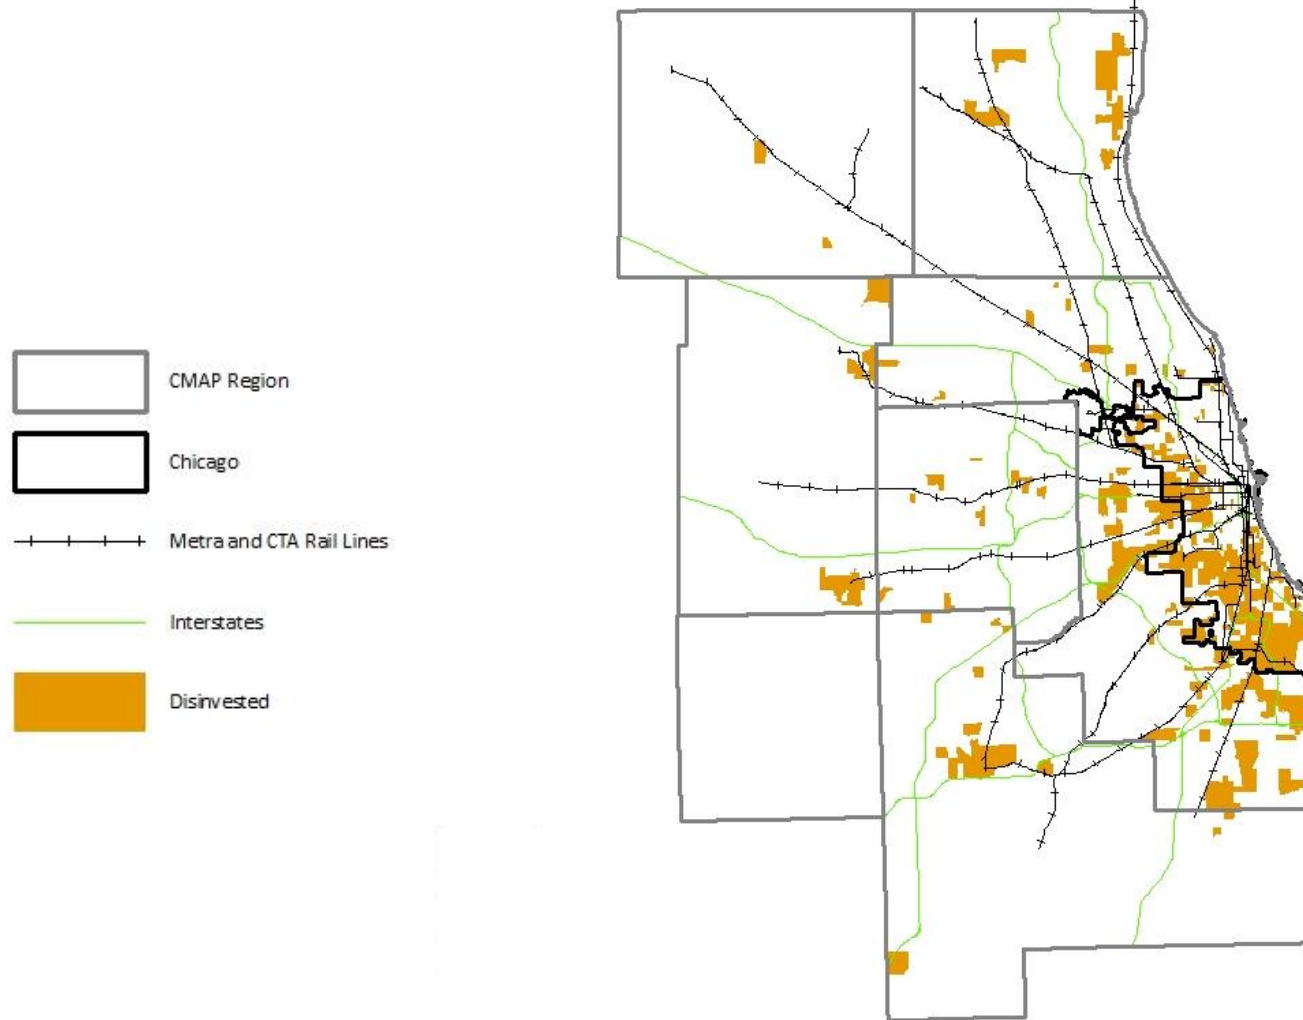 CMAP Region
Chicago
Metra and CTA Rail Lines
Interstates
Disinvested